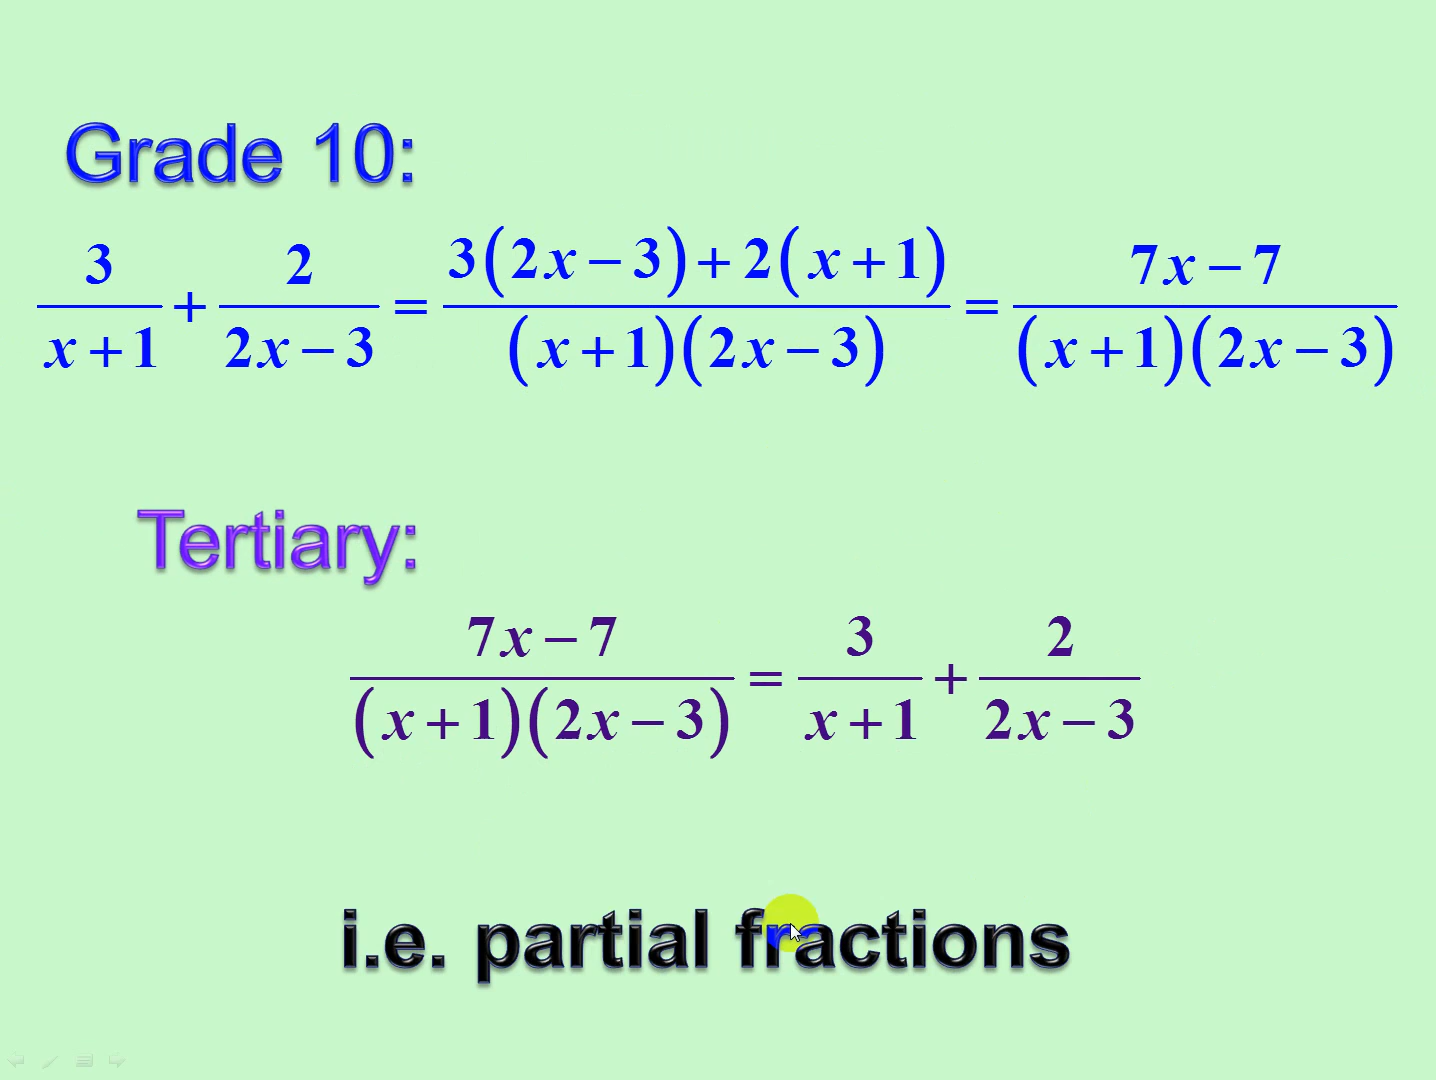 Grade 10:
3/(x+1) + 2/(2x−3) = (3(2x−3)+2(x+1))/((x+1)(2x−3)) = (7x−7)/((x+1)(2x−3))
Tertiary:
(7x−7)/((x+1)(2x−3)) = 3/(x+1) + 2/(2x−3)
i.e. partial fractions